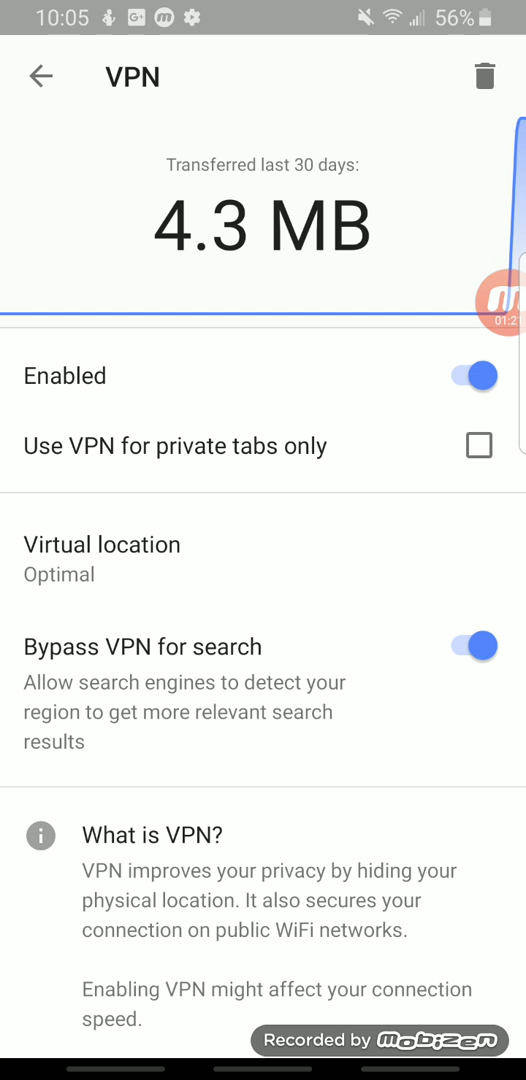 10:05 G+ m 56%
VPN
Transferred last 30 days:
4.3 MB
01:21
Enabled
Use VPN for private tabs only
Virtual location
Optimal
Bypass VPN for search
Allow search engines to detect your
region to get more relevant search
results
What is VPN?
VPN improves your privacy by hiding your
physical location. It also secures your
connection on public WiFi networks.
Enabling VPN might affect your connection
speed.
Recorded by mobizen